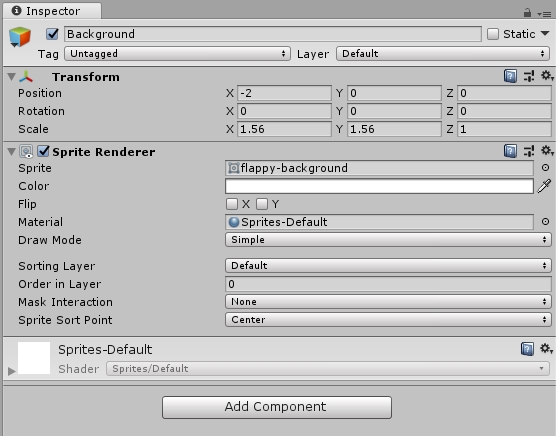 Inspector
Background Static
Tag Untagged Layer Default
Transform
Position X -2 Y 0 Z 0
Rotation X 0 Y 0 Z 0
Scale X 1.56 Y 1.56 Z 1
Sprite Renderer
Sprite flappy-background
Color
Flip X Y
Material Sprites-Default
Draw Mode Simple
Sorting Layer Default
Order in Layer 0
Mask Interaction None
Sprite Sort Point Center
Sprites-Default
Shader Sprites/Default
Add Component